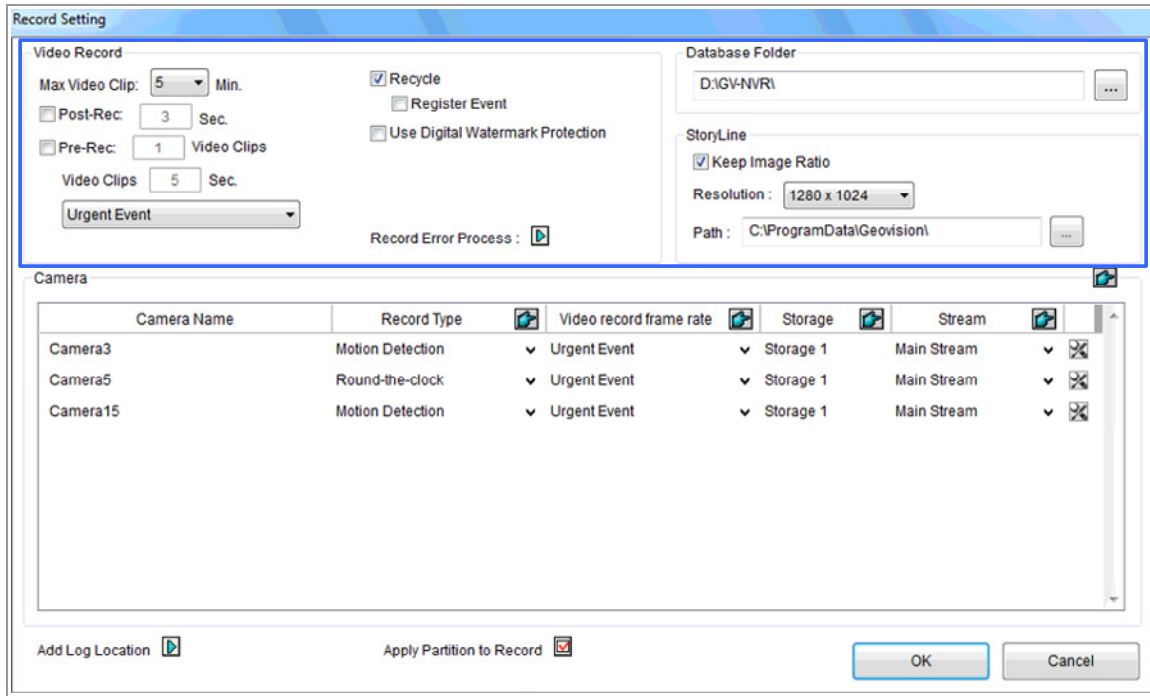 Record Setting
Video Record
Max Video Clip: 5 Min.
Post-Rec: 3 Sec.
Pre-Rec: 1 Video Clips
Video Clips 5 Sec.
Urgent Event
Recycle
Register Event
Use Digital Watermark Protection
Record Error Process :
Database Folder
D:\GV-NVR\ ...
StoryLine
Keep Image Ratio
Resolution : 1280 x 1024
Path : C:\ProgramData\Geovision\ ...
Camera
Camera Name Record Type Video record frame rate Storage Stream
Camera3 Motion Detection Urgent Event Storage 1 Main Stream
Camera5 Round-the-clock Urgent Event Storage 1 Main Stream
Camera15 Motion Detection Urgent Event Storage 1 Main Stream
Add Log Location Apply Partition to Record OK Cancel